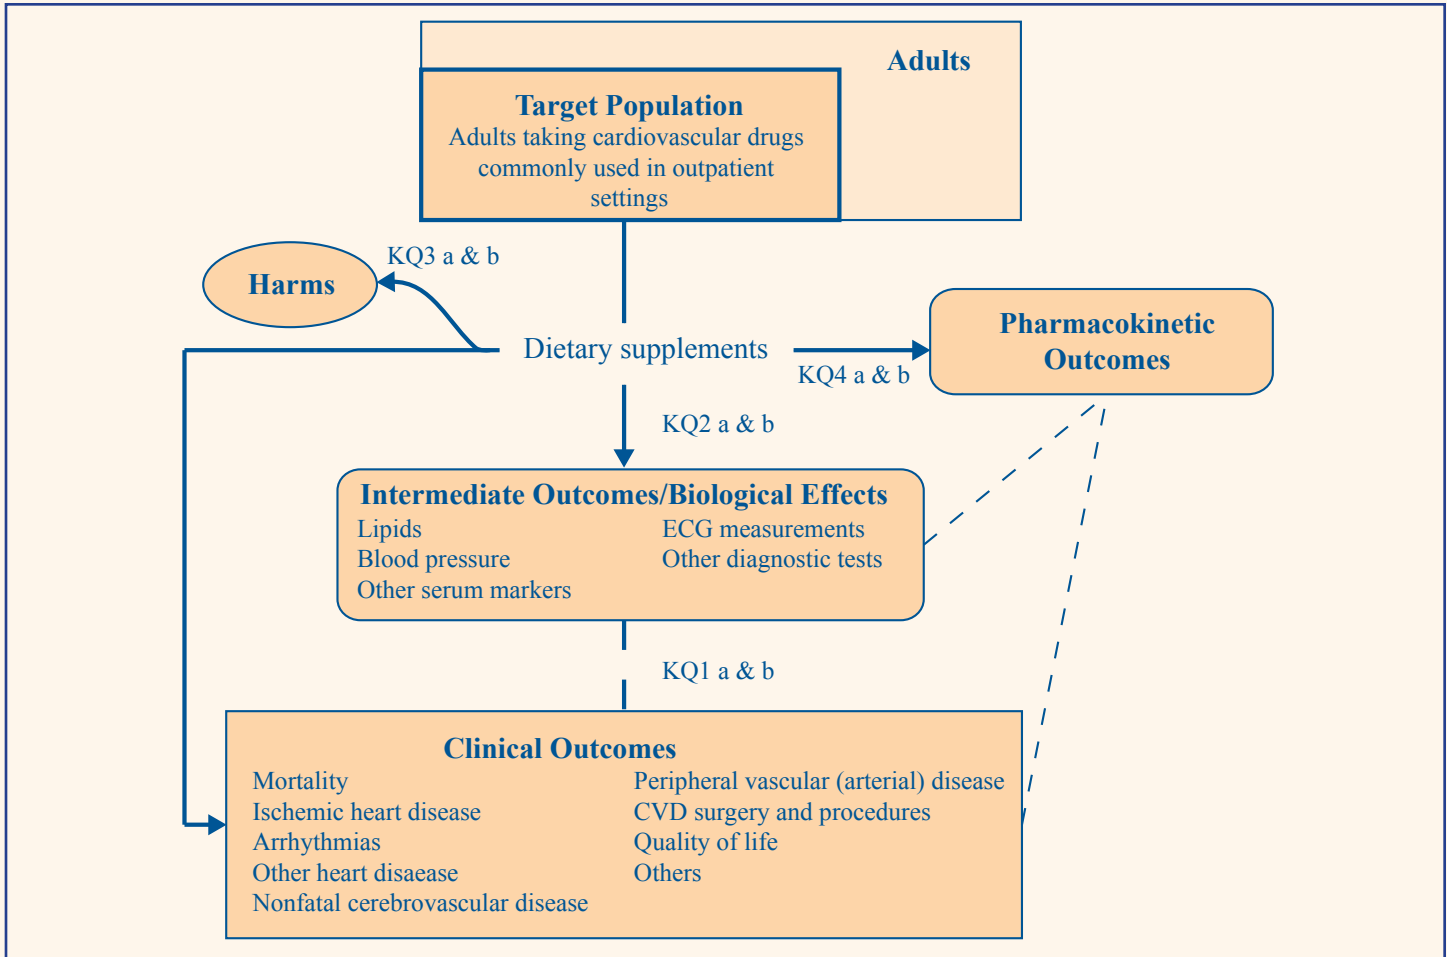 Adults
Target Population
Adults taking cardiovascular drugs
commonly used in outpatient
settings
KQ3 a & b
Harms
Pharmacokinetic
Outcomes
Dietary supplements
KQ4 a & b
KQ2 a & b
Intermediate Outcomes/Biological Effects
Lipids
Blood pressure
Other serum markers
ECG measurements
Other diagnostic tests
KQ1 a & b
Clinical Outcomes
Mortality
Ischemic heart disease
Arrhythmias
Other heart disaease
Nonfatal cerebrovascular disease
Peripheral vascular (arterial) disease
CVD surgery and procedures
Quality of life
Others